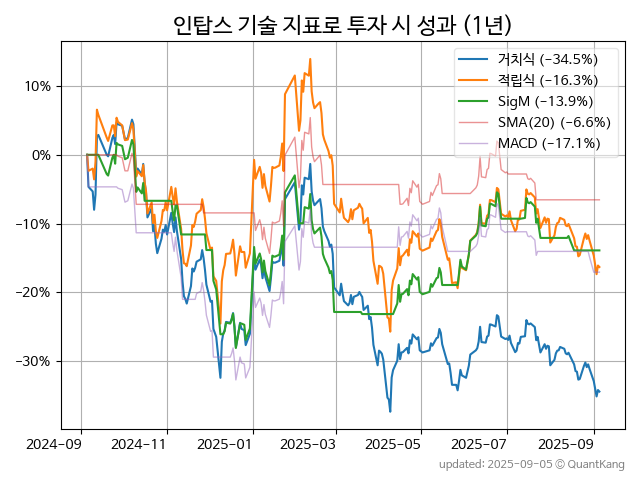 인탑스 기술 지표로 투자 시 성과 (1년)
거치식 (−34.5%)
적립식 (−16.3%)
SigM (−13.9%)
SMA(20) (−6.6%)
MACD (−17.1%)
10%
0%
−10%
−20%
−30%
2024-09
2024-11
2025-01
2025-03
2025-05
2025-07
2025-09
updated: 2025-09-05 ⓒ QuantKang